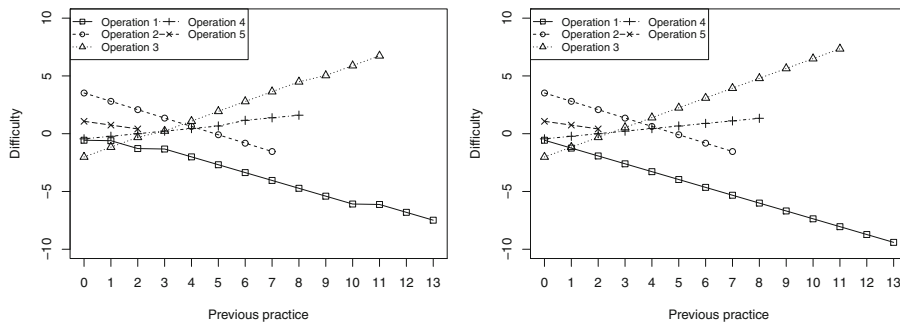 10
5
0
−5
−10
Difficulty
Operation 1
Operation 2
Operation 3
Operation 4
Operation 5
0 1 2 3 4 5 6 7 8 9 10 11 12 13
Previous practice
10
5
0
−5
−10
Difficulty
Operation 1
Operation 2
Operation 3
Operation 4
Operation 5
0 1 2 3 4 5 6 7 8 9 10 11 12 13
Previous practice